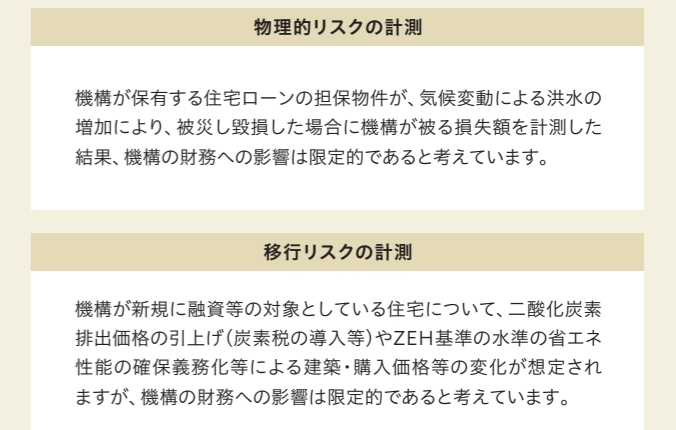 物理的リスクの計測
機構が保有する住宅ローンの担保物件が、気候変動による洪水の
増加により、被災し毀損した場合に機構が被る損失額を計測した
結果、機構の財務への影響は限定的であると考えています。
移行リスクの計測
機構が新規に融資等の対象としている住宅について、二酸化炭素
排出価格の引上げ(炭素税の導入等)やZEH基準の水準の省エネ
性能の確保義務化等による建築・購入価格等の変化が想定され
ますが、機構の財務への影響は限定的であると考えています。